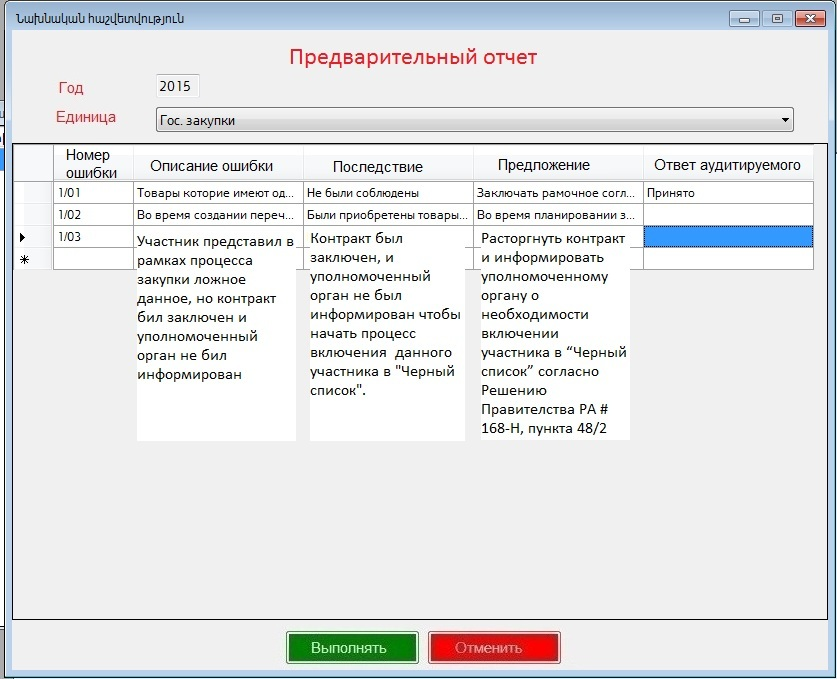 Նախնական հաշվետվություն
Предварительный отчет
Год
2015
Единица
Гос. закупки
Номер ошибки
Описание ошибки
Последствие
Предложение
Ответ аудитируемого
1/01
Товары которие имеют од...
Не были соблюдены
Заключать рамочное согл...
Принято
1/02
Во время создании переч...
Были приобретены товары...
Во время планировании з...
1/03
Участник представил в
рамках процесса
закупки ложное
данное, но контракт
бил заключен и
уполномоченный
орган не бил
информирован
Контракт был
заключен, и
уполномоченный
орган не был
информирован чтобы
начать процесс
включения данного
участника в "Черный
список".
Расторгнуть контракт
и информировать
уполномоченному
органу о
необходимости
включении
участника в “Черный
список” согласно
Решению
Правителства РА #
168-Н, пункта 48/2
Выполнять
Отменить